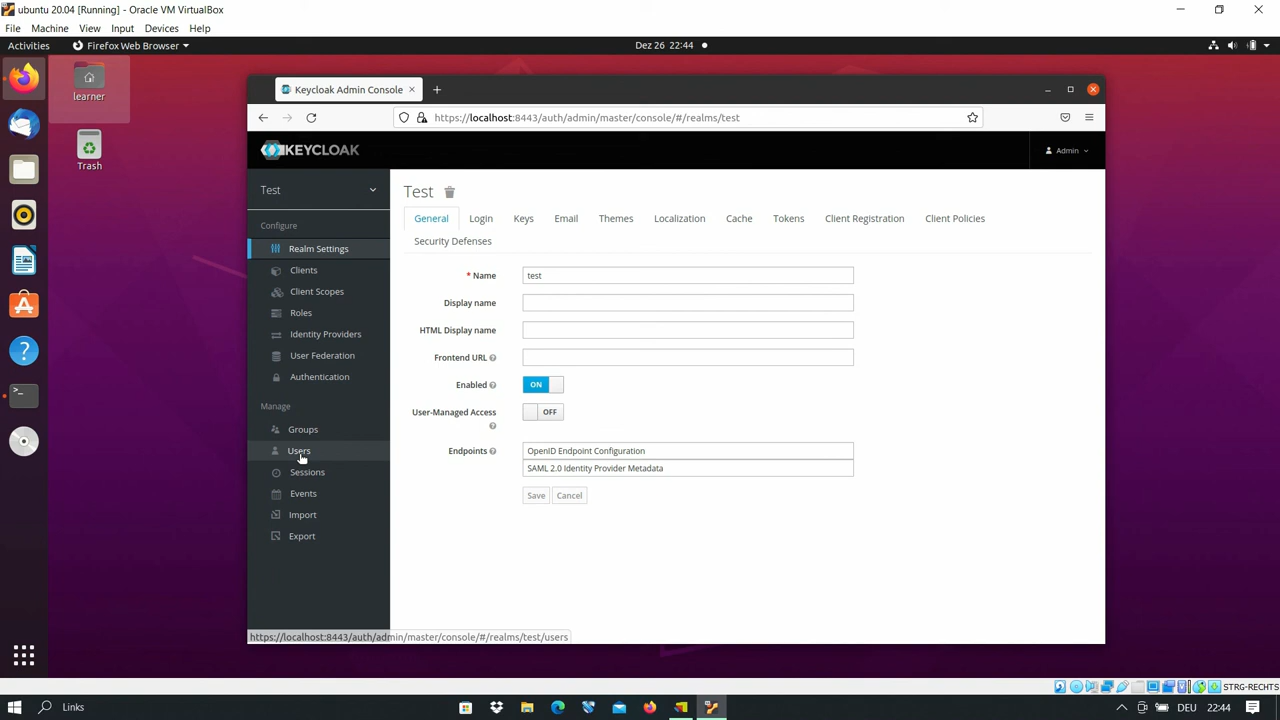 ubuntu 20.04 [Running] - Oracle VM VirtualBox
File Machine View Input Devices Help
Activities Firefox Web Browser Dez 26 22:44
learner
Trash
Keycloak Admin Console
https://localhost:8443/auth/admin/master/console/#/realms/test
KEYCLOAK
Admin
Test
Configure
Realm Settings
Clients
Client Scopes
Roles
Identity Providers
User Federation
Authentication
Manage
Groups
Users
Sessions
Events
Import
Export
Test
General Login Keys Email Themes Localization Cache Tokens Client Registration Client Policies
Security Defenses
* Name test
Display name
HTML Display name
Frontend URL
Enabled ON
User-Managed Access OFF
Endpoints OpenID Endpoint Configuration
SAML 2.0 Identity Provider Metadata
Save Cancel
https://localhost:8443/auth/admin/master/console/#/realms/test/users
STRG-RECHTS
Links DEU 22:44